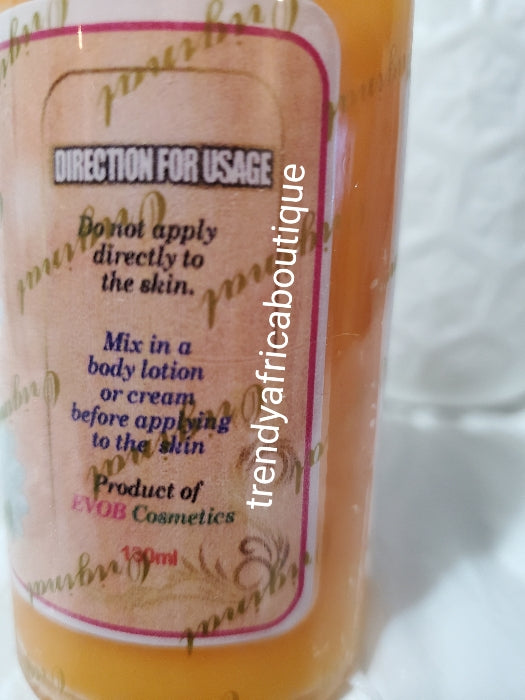 DIRECTION FOR USAGE
Do not apply
directly to
the skin.
Mix in a
body lotion
or cream
before applying
to the skin
Product of
EVOB Cosmetics
Original
trendyafricaboutique